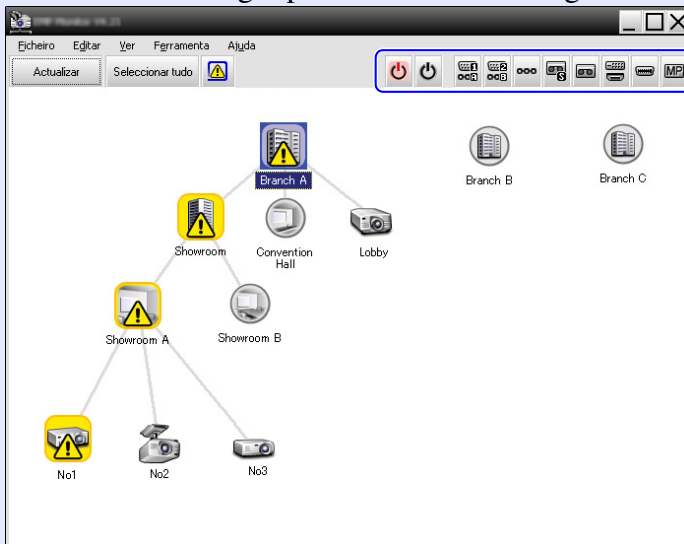 Ficheiro Editar Ver Ferramenta Ajuda
Actualizar Seleccionar tudo
MP
Branch A
Branch B
Branch C
Showroom
Convention
Hall
Lobby
Showroom A
Showroom B
No1
No2
No3